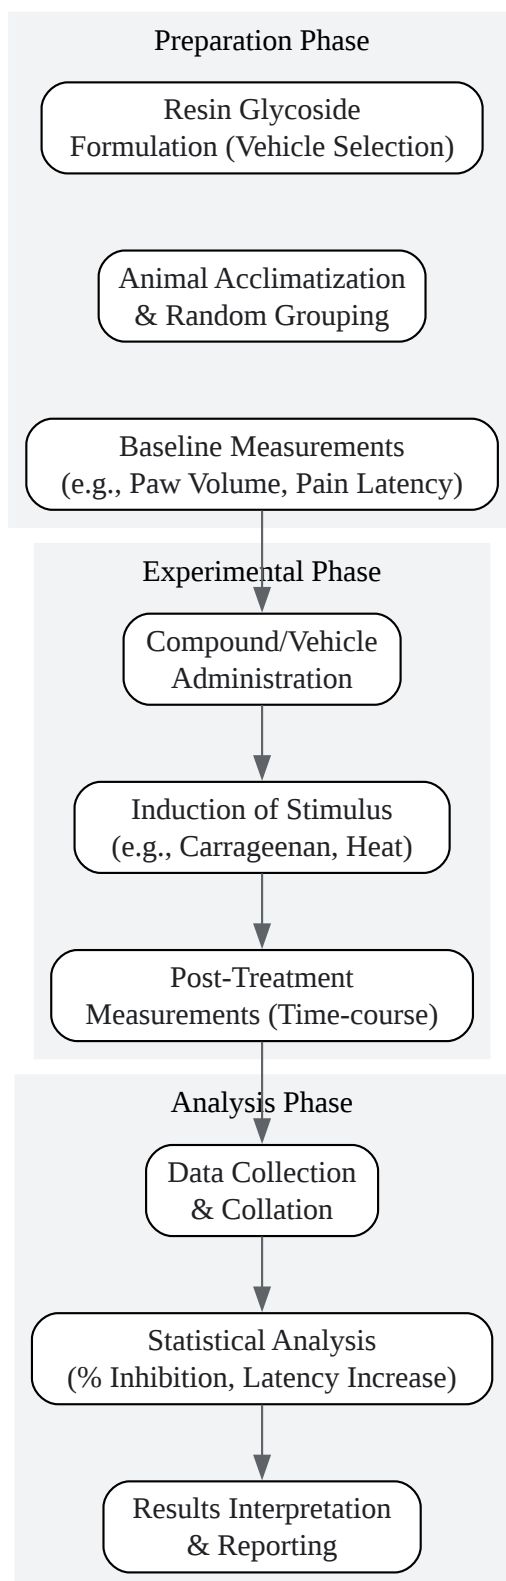 Preparation Phase
Resin Glycoside
Formulation (Vehicle Selection)
Animal Acclimatization
& Random Grouping
Baseline Measurements
(e.g., Paw Volume, Pain Latency)
Experimental Phase
Compound/Vehicle
Administration
Induction of Stimulus
(e.g., Carrageenan, Heat)
Post-Treatment
Measurements (Time-course)
Analysis Phase
Data Collection
& Collation
Statistical Analysis
(% Inhibition, Latency Increase)
Results Interpretation
& Reporting